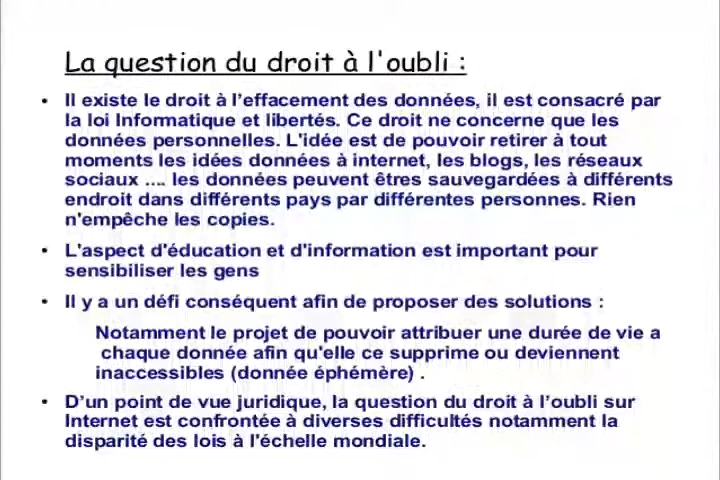 La question du droit à l'oubli :
• Il existe le droit à l'effacement des données, il est consacré par
la loi Informatique et libertés. Ce droit ne concerne que les
données personnelles. L'idée est de pouvoir retirer à tout
moments les idées données à internet, les blogs, les réseaux
sociaux .... les données peuvent êtres sauvegardées à différents
endroit dans différents pays par différentes personnes. Rien
n'empêche les copies.
• L'aspect d'éducation et d'information est important pour
sensibiliser les gens
• Il y a un défi conséquent afin de proposer des solutions :
Notamment le projet de pouvoir attribuer une durée de vie a
chaque donnée afin qu'elle ce supprime ou deviennent
inaccessibles (donnée éphémère) .
• D'un point de vue juridique, la question du droit à l'oubli sur
Internet est confrontée à diverses difficultés notamment la
disparité des lois à l'échelle mondiale.